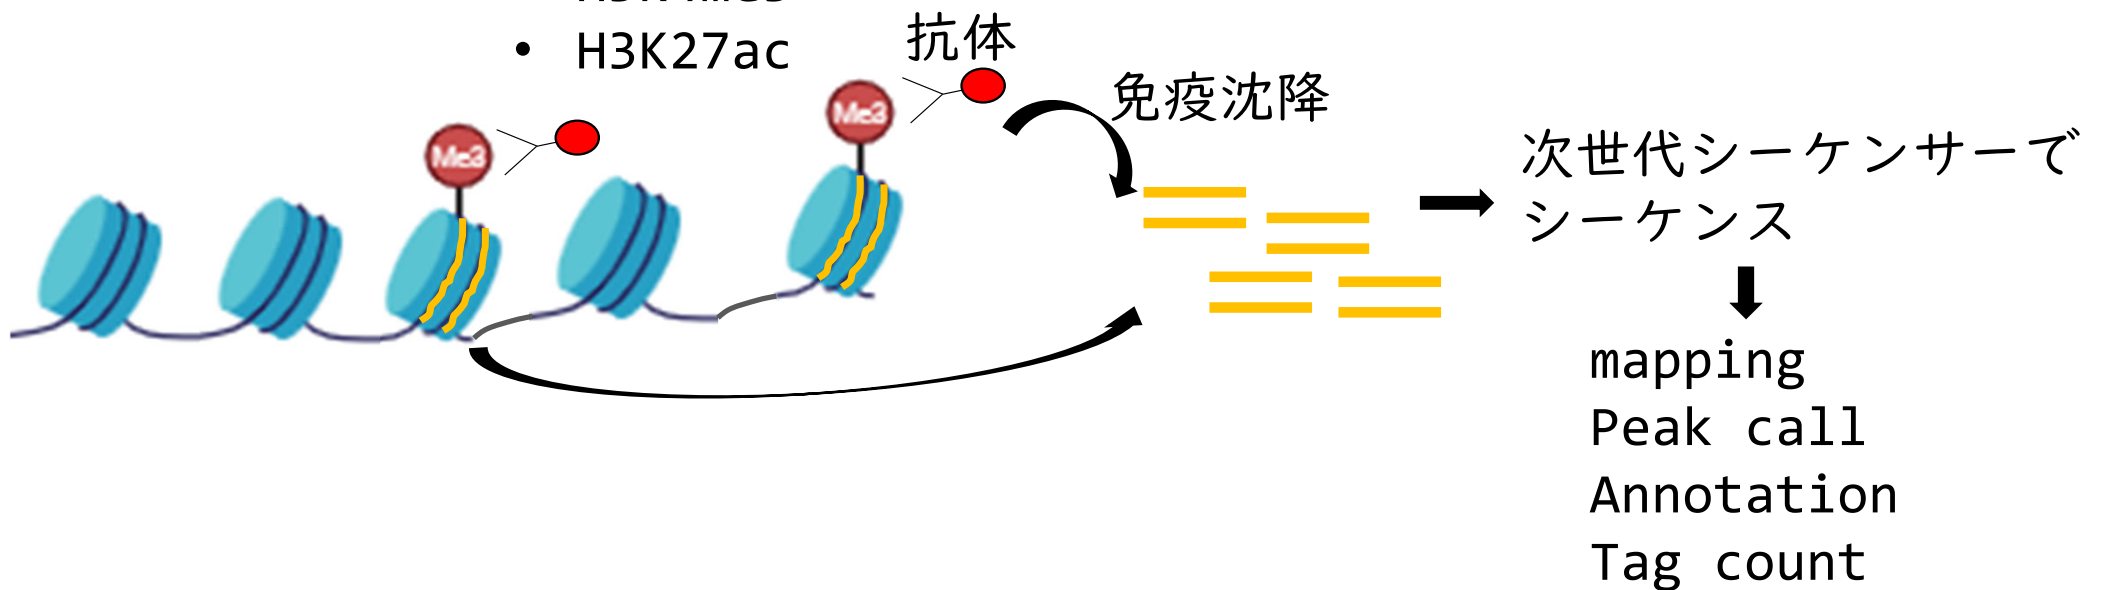 • H3K27ac
抗体
免疫沈降
Me3
Me3
次世代シーケンサーで
シーケンス
mapping
Peak call
Annotation
Tag count